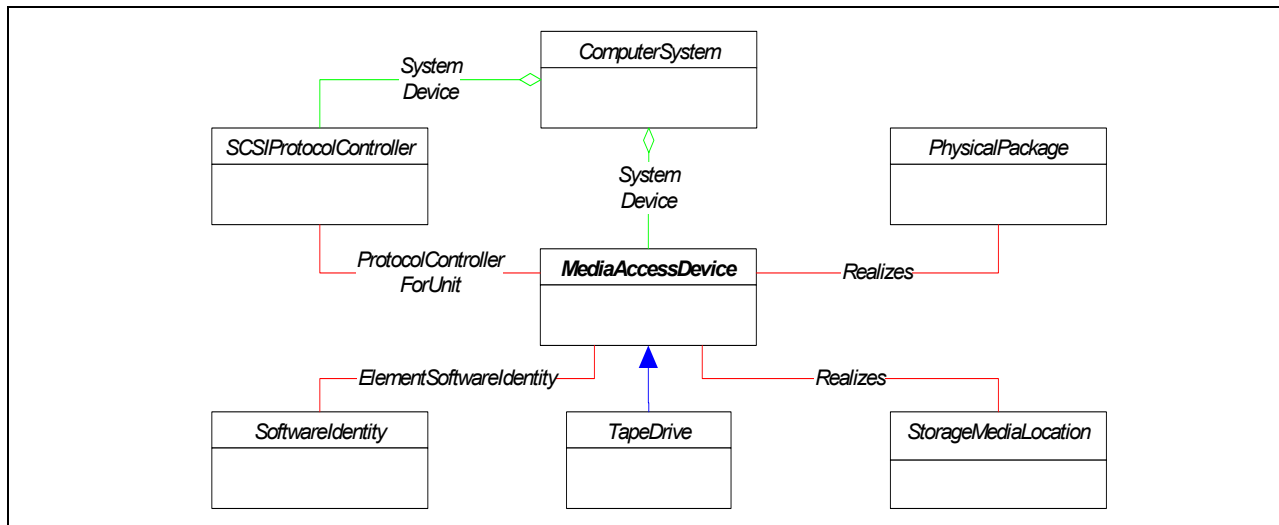 ComputerSystem
System
Device
SCSIProtocolController
PhysicalPackage
System
Device
ProtocolController
ForUnit
MediaAccessDevice
Realizes
ElementSoftwareIdentity
Realizes
SoftwareIdentity
TapeDrive
StorageMediaLocation